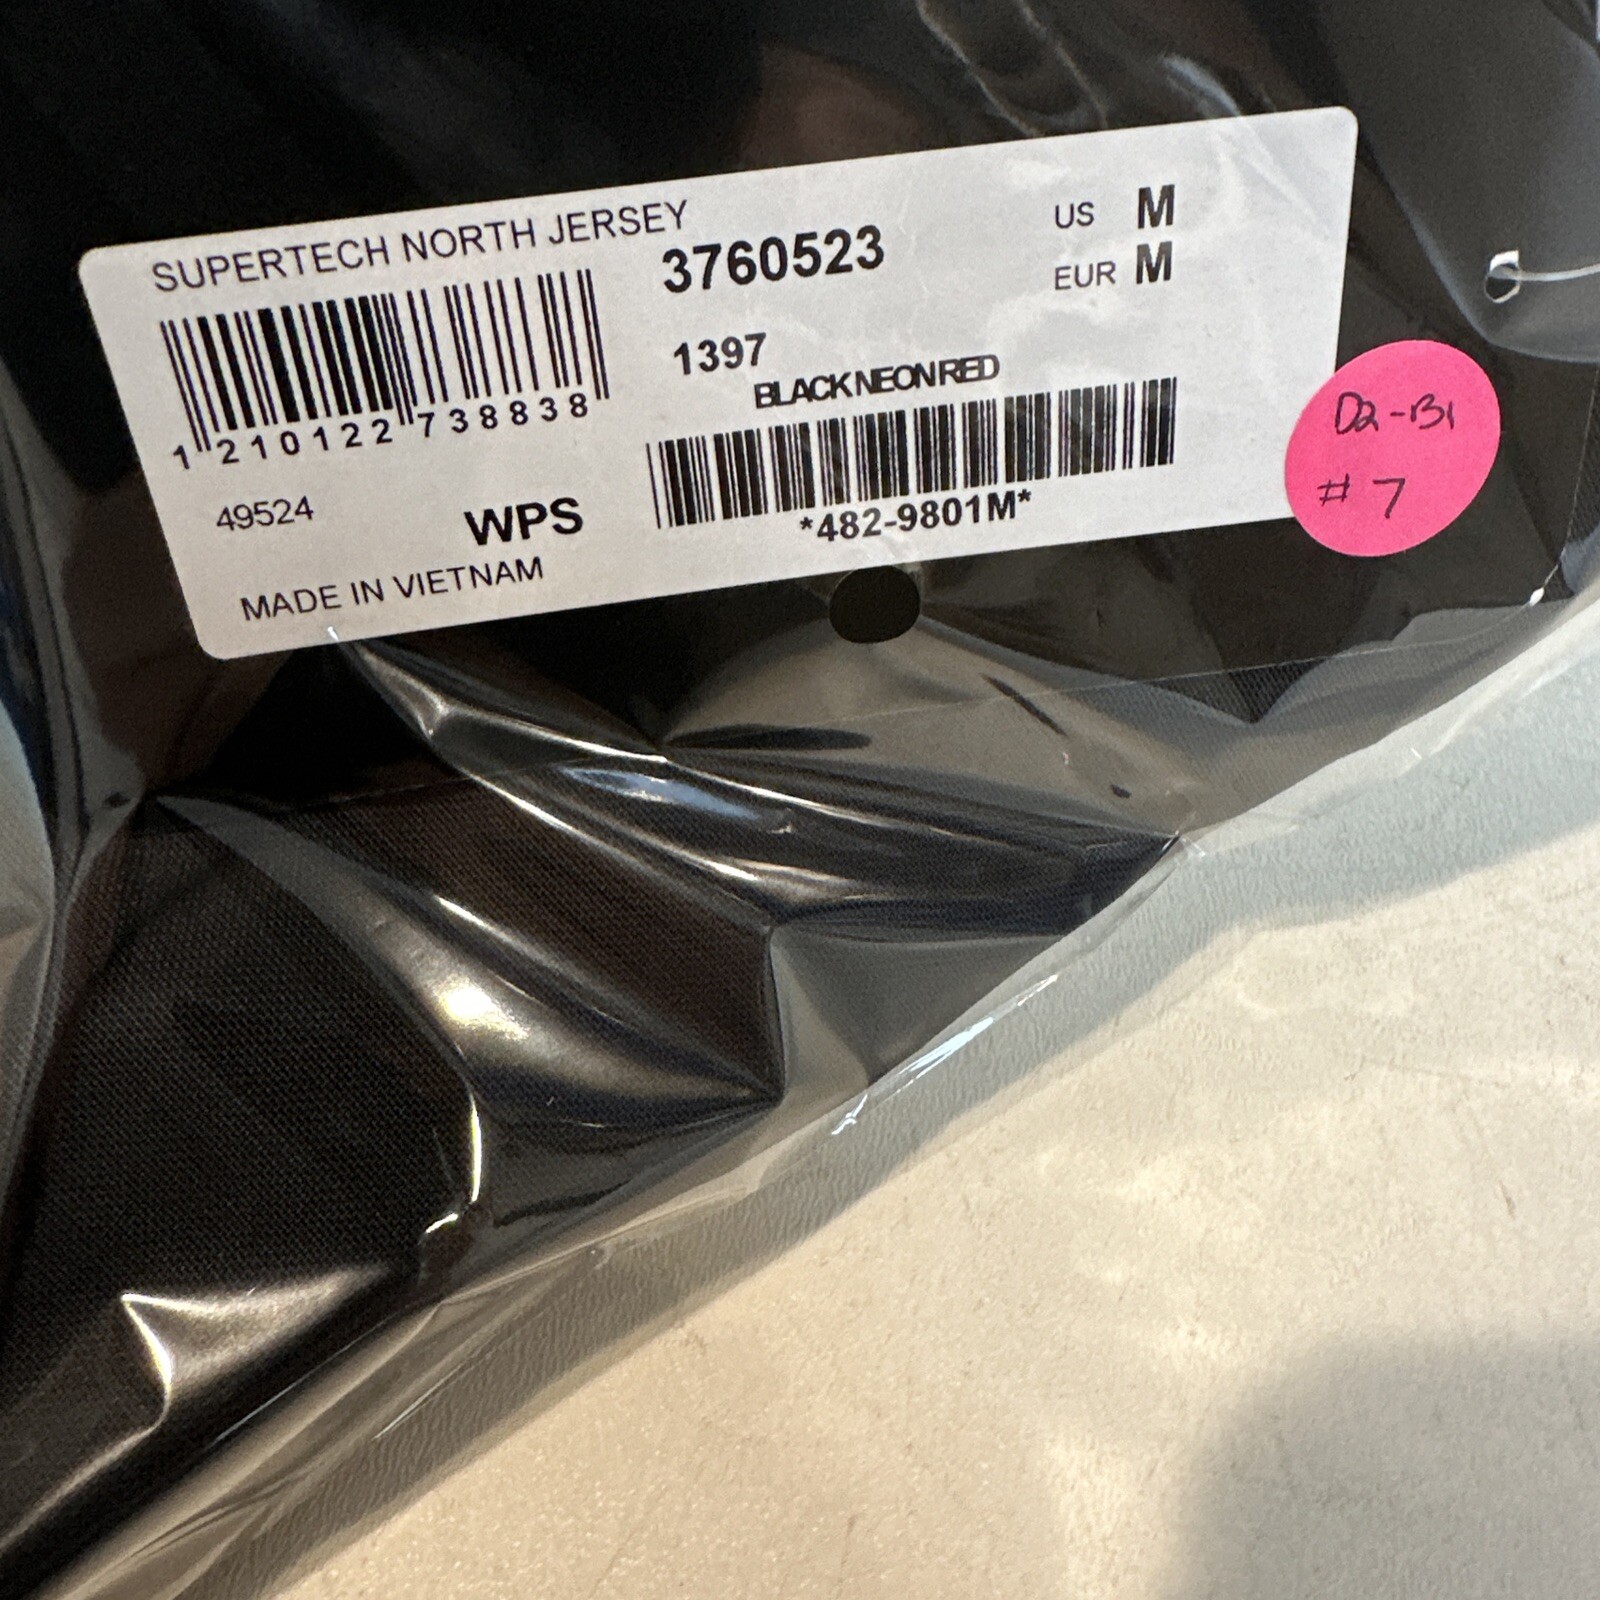 SUPERTECH NORTH JERSEY
3760523
US M
EUR M
1397
BLACK NEON RED
1 210122 738838
*482-9801M*
49524
WPS
MADE IN VIETNAM
D2-B1
# 7